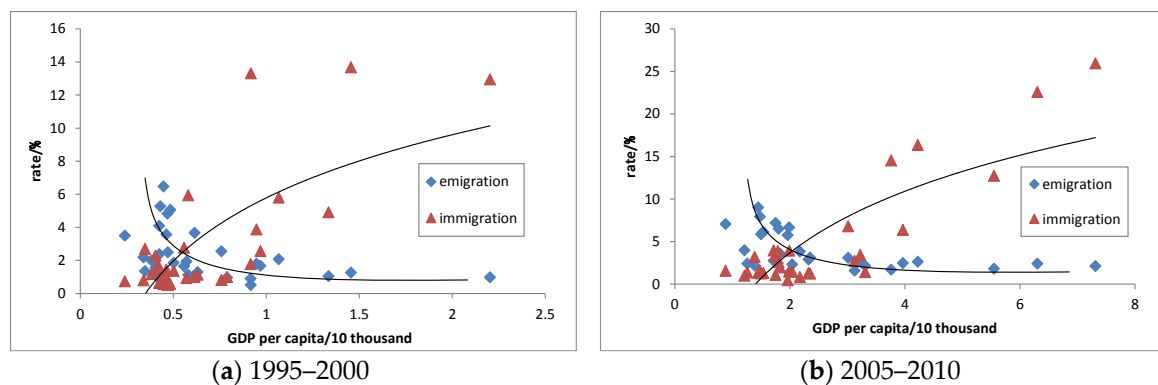 16
14
12
10
8
6
4
2
0
0
0.5
1
1.5
2
2.5
rate/%
GDP per capita/10 thousand
emigration
immigration
(a) 1995–2000
30
25
20
15
10
5
0
0
2
4
6
8
rate/%
GDP per capita/10 thousand
emigration
immigration
(b) 2005–2010